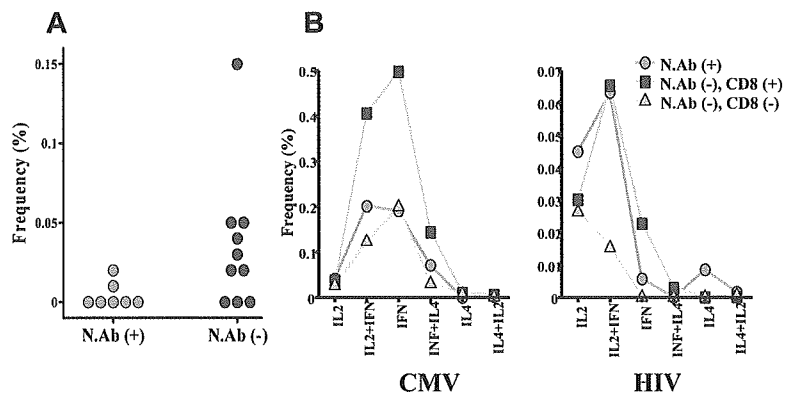 A
Frequency (%)
0.15
0.1
0.05
0
N.Ab (+)
N.Ab (-)
B
Frequency (%)
0.5
0.4
0.3
0.2
0.1
0
IL2
IL2+IFN
IFN
INF+IL4
IL4
IL4+IL2
CMV
0.07
0.06
0.05
0.04
0.03
0.02
0.01
0
IL2
IL2+IFN
IFN
INF+IL4
IL4
IL4+IL2
HIV
N.Ab (+)
N.Ab (-), CD8 (+)
N.Ab (-), CD8 (-)